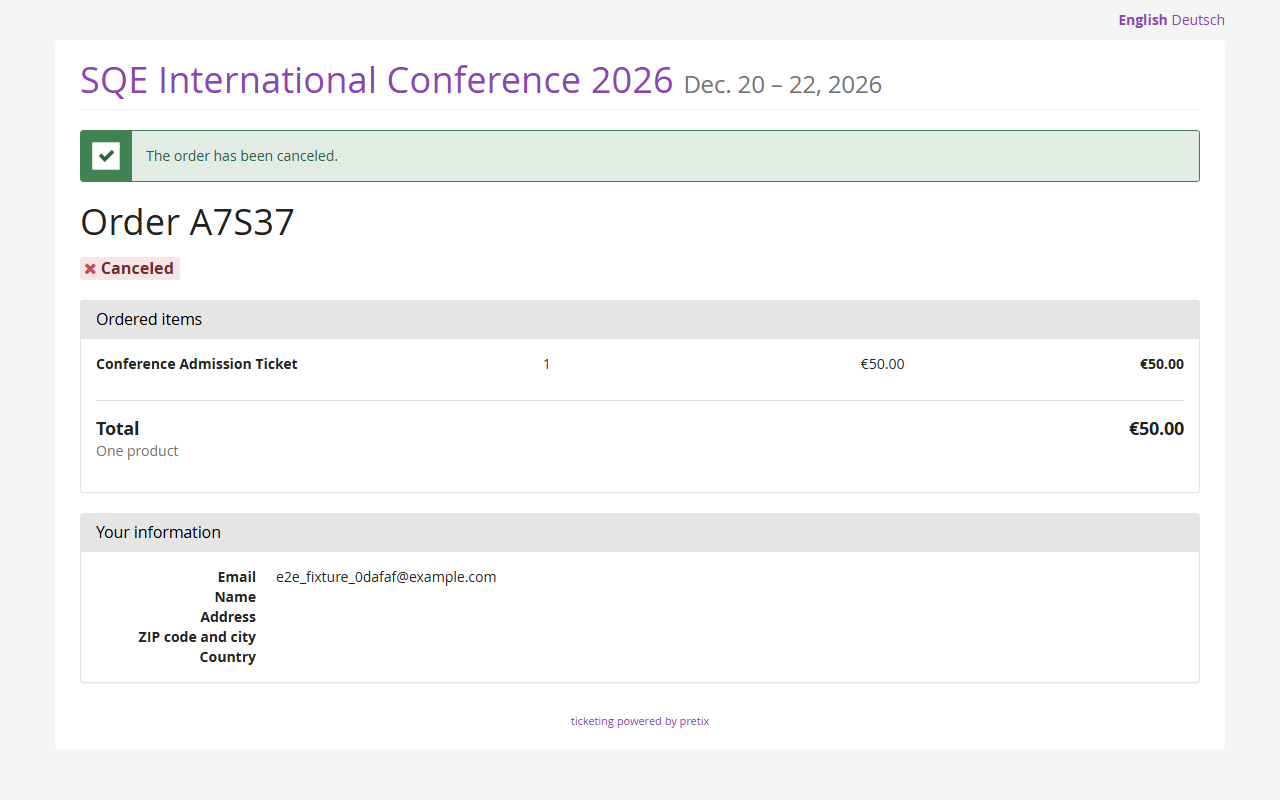 English Deutsch
SQE International Conference 2026 Dec. 20 – 22, 2026
The order has been canceled.
Order A7S37
Canceled
Ordered items
Conference Admission Ticket 1 €50.00 €50.00
Total €50.00
One product
Your information
Email e2e_fixture_0dafaf@example.com
Name
Address
ZIP code and city
Country
ticketing powered by pretix